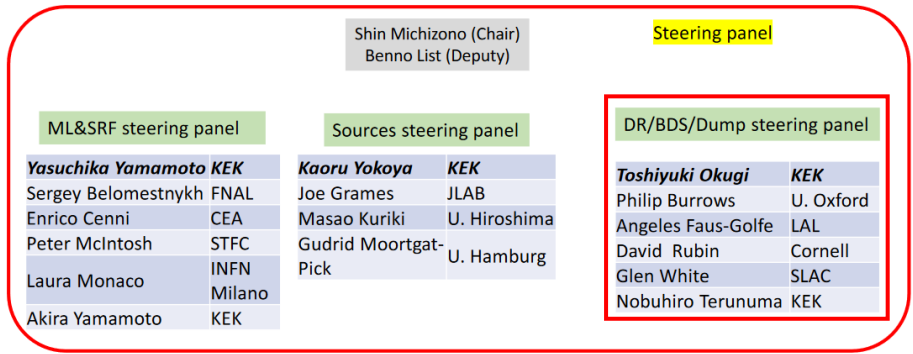 Shin Michizono (Chair)
Benno List (Deputy)
Steering panel
ML&SRF steering panel
Yasuchika Yamamoto KEK
Sergey Belomestnykh FNAL
Enrico Cenni CEA
Peter McIntosh STFC
Laura Monaco INFN
Milano
Akira Yamamoto KEK
Sources steering panel
Kaoru Yokoya KEK
Joe Grames JLAB
Masao Kuriki U. Hiroshima
Gudrid Moortgat-
Pick U. Hamburg
DR/BDS/Dump steering panel
Toshiyuki Okugi KEK
Philip Burrows U. Oxford
Angeles Faus-Golfe LAL
David Rubin Cornell
Glen White SLAC
Nobuhiro Terunuma KEK